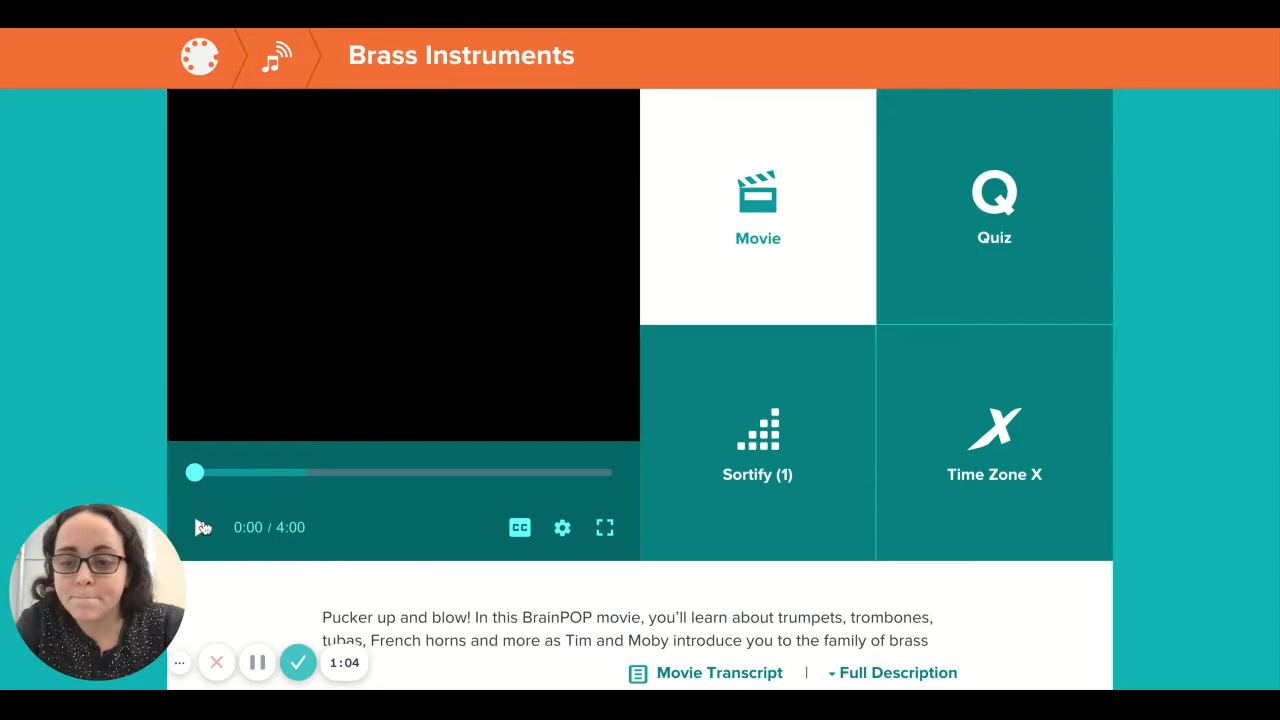 Brass Instruments
Movie
Q
Quiz
Sortify (1)
X
Time Zone X
0:00 / 4:00
CC
Pucker up and blow! In this BrainPOP movie, you’ll learn about trumpets, trombones,
tubas, French horns and more as Tim and Moby introduce you to the family of brass
1:04
Movie Transcript | Full Description